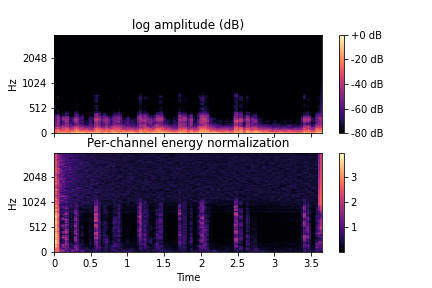 log amplitude (dB)
Hz
2048
1024
512
0
+0 dB
-20 dB
-40 dB
-60 dB
-80 dB
Per-channel energy normalization
Hz
2048
1024
512
0
3
2
1
0 0.5 1 1.5 2 2.5 3 3.5
Time